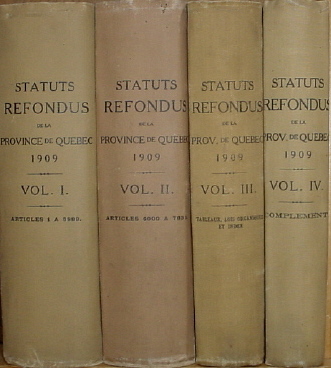 STATUTS
REFONDUS
DE LA
PROVINCE DE QUEBEC
1909
VOL. I.
ARTICLES 1 A
STATUTS
REFONDUS
DE LA
PROVINCE DE QUEBEC
1909
VOL. II.
ARTICLES A
STATUTS
REFONDUS
DE LA
PROV. DE QUEBEC
1909
VOL. III.
TABLEAUX, LOIS ORGANIQUES
ET INDEX
STATUTS
REFONDUS
DE LA
PROV. DE QUEBEC
1909
VOL. IV.
COMPLEMENT